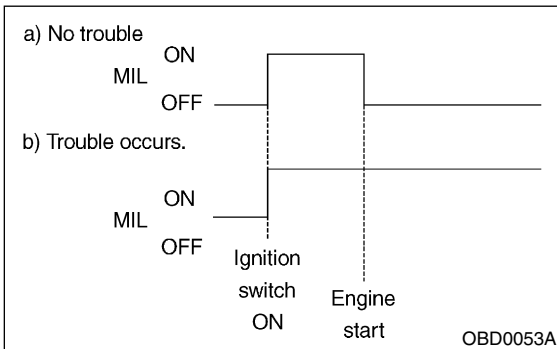 a) No trouble
ON
MIL
OFF
b) Trouble occurs.
ON
MIL
OFF
Ignition
switch
ON
Engine
start
OBD0053A